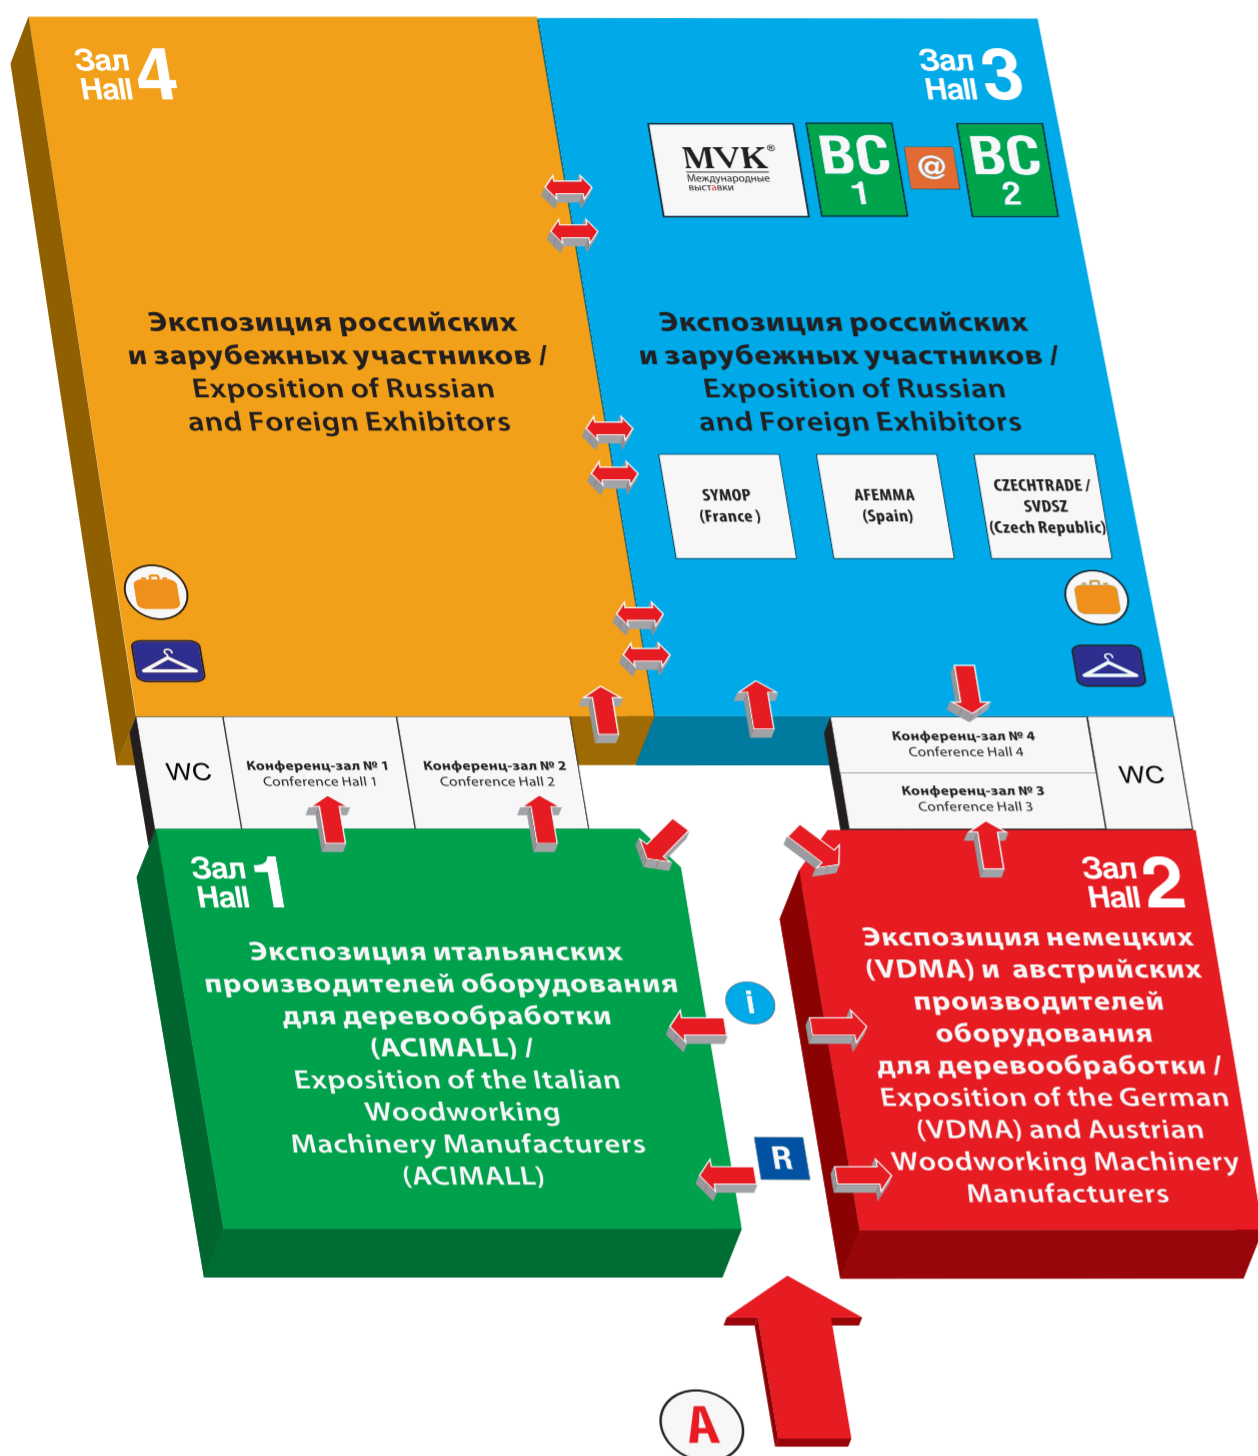 Зал
Hall 4
Зал
Hall 3
MVK®
Международные
выставки
BC
1
@
BC
2
Экспозиция российских
и зарубежных участников /
Exposition of Russian
and Foreign Exhibitors
Экспозиция российских
и зарубежных участников /
Exposition of Russian
and Foreign Exhibitors
SYMOP
(France )
AFEMMA
(Spain)
CZECHTRADE /
SVDSZ
(Czech Republic)
WC
Конференц-зал № 1
Conference Hall 1
Конференц-зал № 2
Conference Hall 2
Конференц-зал № 4
Conference Hall 4
Конференц-зал № 3
Conference Hall 3
WC
Зал
Hall 1
Экспозиция итальянских
производителей оборудования
для деревообработки
(ACIMALL) /
Exposition of the Italian
Woodworking
Machinery Manufacturers
(ACIMALL)
i
R
Зал
Hall 2
Экспозиция немецких
(VDMA) и австрийских
производителей
оборудования
для деревообработки /
Exposition of the German
(VDMA) and Austrian
Woodworking Machinery
Manufacturers
A